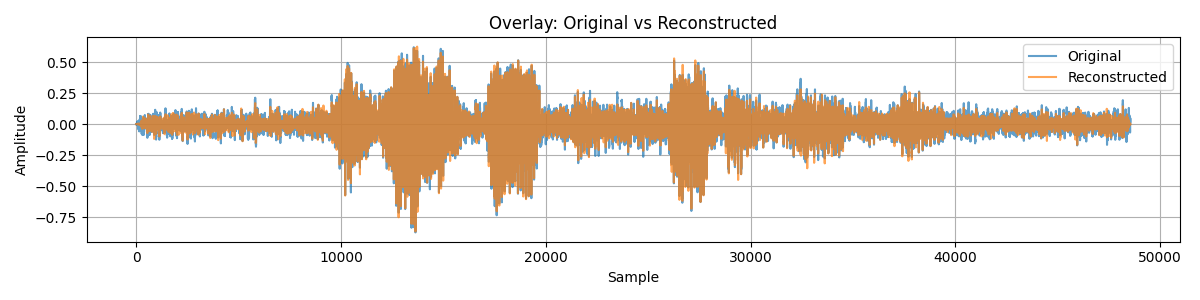 Overlay: Original vs Reconstructed
Original
Reconstructed
Amplitude
0.50
0.25
0.00
−0.25
−0.50
−0.75
0 10000 20000 30000 40000 50000
Sample